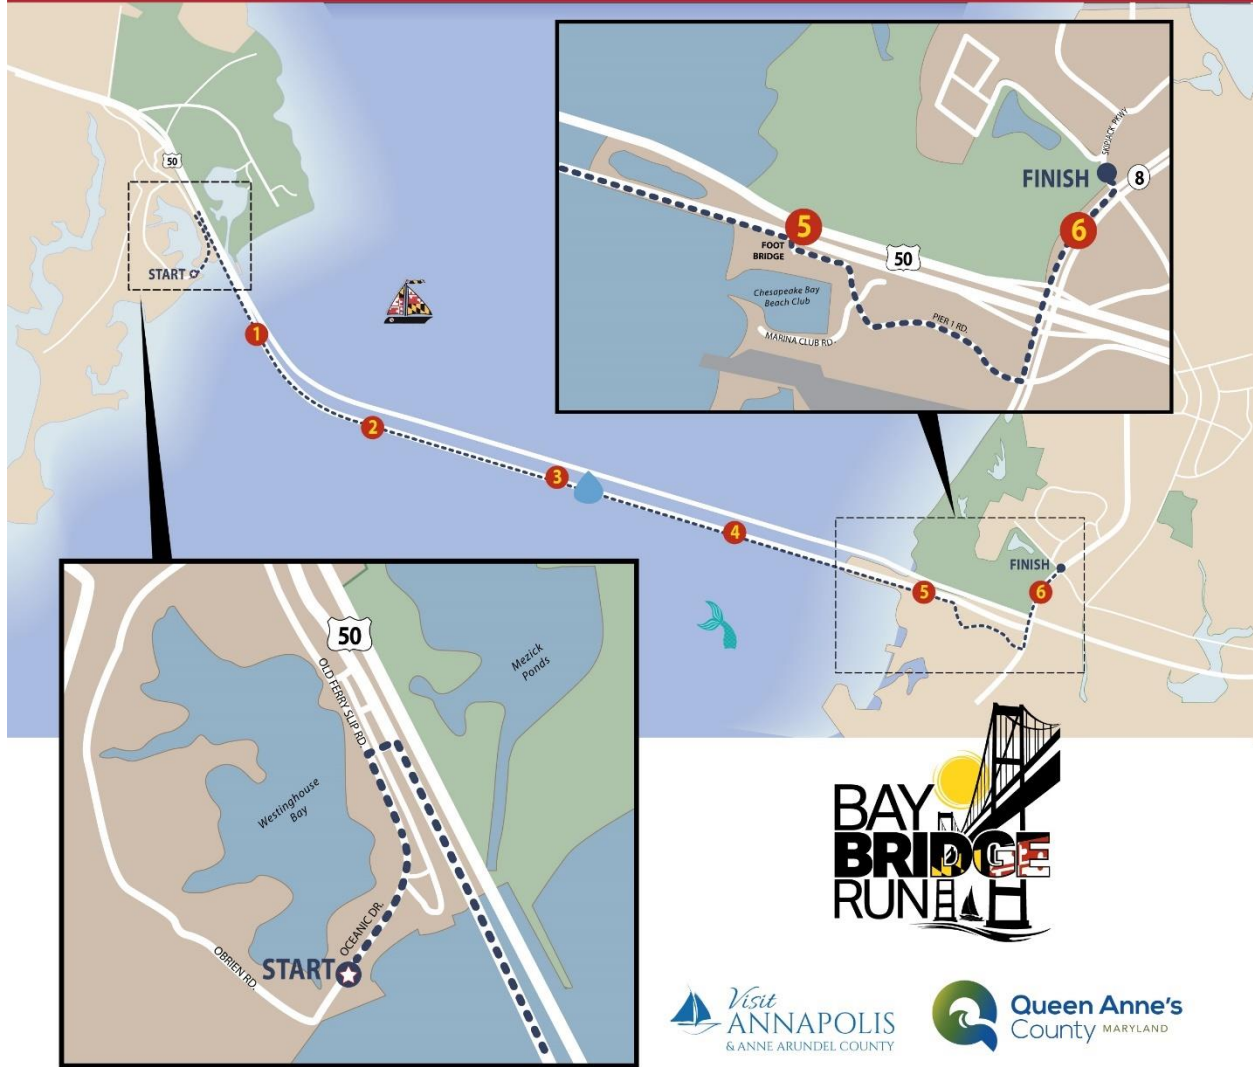 50
START
1
2
3
4
5
6
FINISH
SKIPJACK PKWY
FINISH
8
5
6
50
FOOT
BRIDGE
Chesapeake Bay
Beach Club
MARINA CLUB RD.
PIER 1 RD.
50
OLD FERRY SLIP RD.
Mezick
Ponds
Westinghouse
Bay
OCEANIC DR.
START
OBRIEN RD.
BAY
BRIDGE
RUN
Visit
ANNAPOLIS
& ANNE ARUNDEL COUNTY
Queen Anne's
County MARYLAND